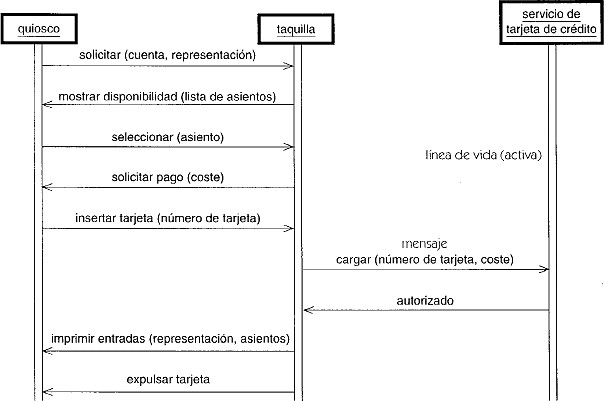 quiosco
taquilla
servicio de
tarjeta de crédito
solicitar (cuenta, representación)
mostrar disponibilidad (lista de asientos)
seleccionar (asiento)
línea de vida (activa)
solicitar pago (coste)
insertar tarjeta (número de tarjeta)
mensaje
cargar (número de tarjeta, coste)
autorizado
imprimir entradas (representación, asientos)
expulsar tarjeta